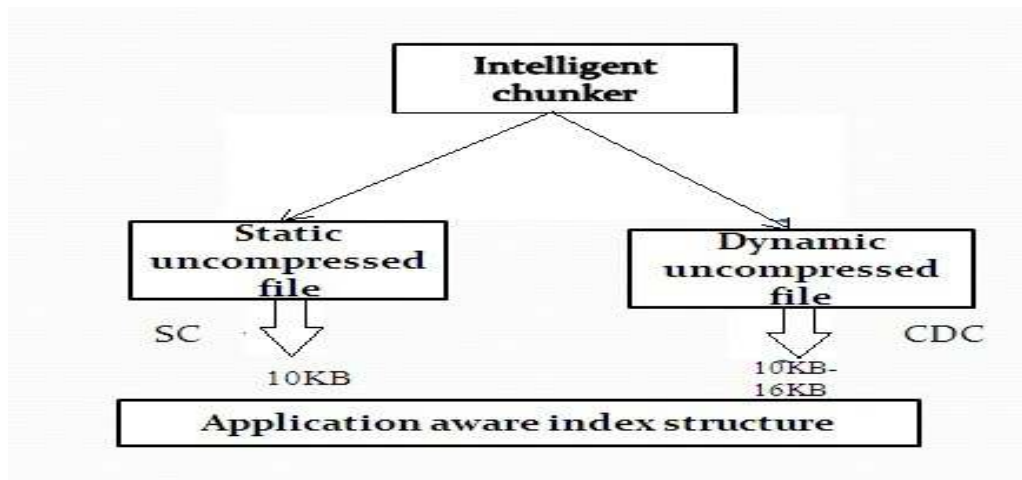 Intelligent
chunker
Static
uncompressed
file
Dynamic
uncompressed
file
SC
CDC
10KB
10KB-
16KB
Application aware index structure